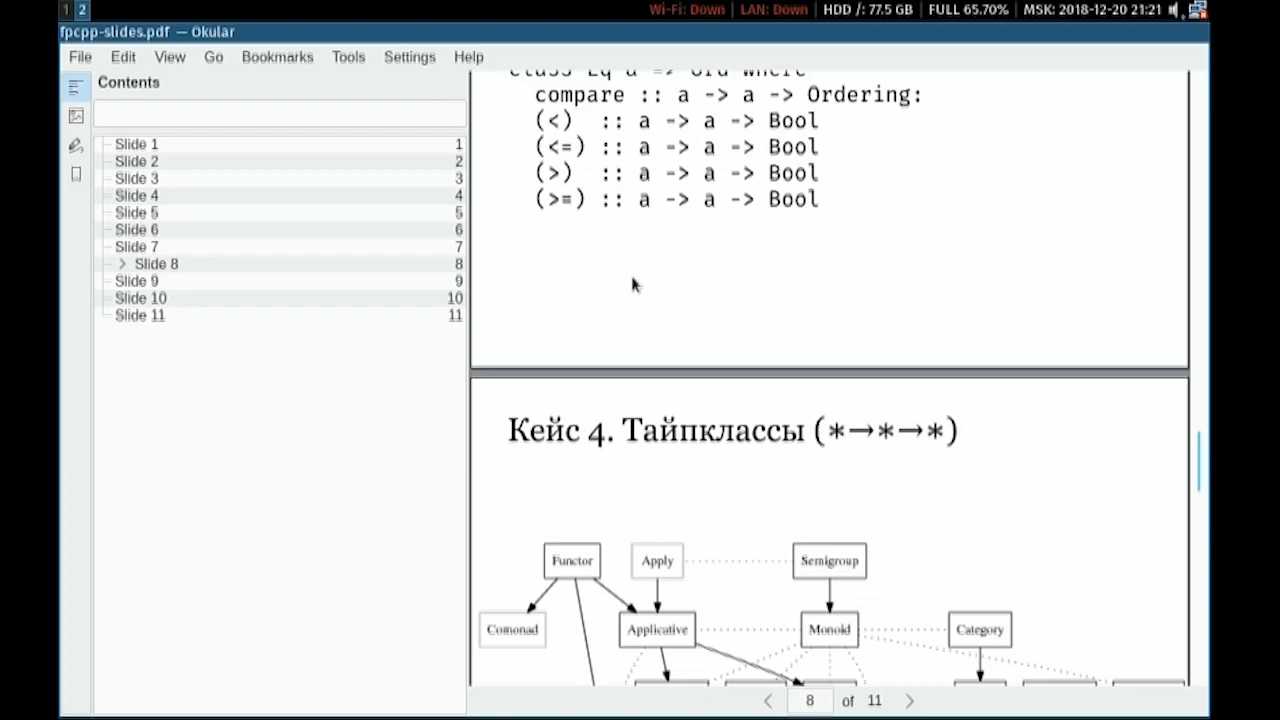 1 2 Wi-Fi: Down | LAN: Down | HDD /: 77.5 GB | FULL 65.70% | MSK: 2018-12-20 21:21
fpcpp-slides.pdf — Okular
File Edit View Go Bookmarks Tools Settings Help
Contents
Slide 1 1
Slide 2 2
Slide 3 3
Slide 4 4
Slide 5 5
Slide 6 6
Slide 7 7
Slide 8 8
Slide 9 9
Slide 10 10
Slide 11 11
class Eq a => Ord where
compare :: a -> a -> Ordering:
(<) :: a -> a -> Bool
(<=) :: a -> a -> Bool
(>) :: a -> a -> Bool
(>=) :: a -> a -> Bool
Кейс 4. Тайпклассы (∗→∗→∗)
Functor Apply Semigroup
Comonad Applicative Monoid Category
8 of 11